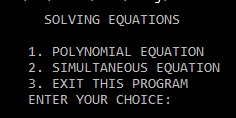 SOLVING EQUATIONS
1. POLYNOMIAL EQUATION
2. SIMULTANEOUS EQUATION
3. EXIT THIS PROGRAM
ENTER YOUR CHOICE: